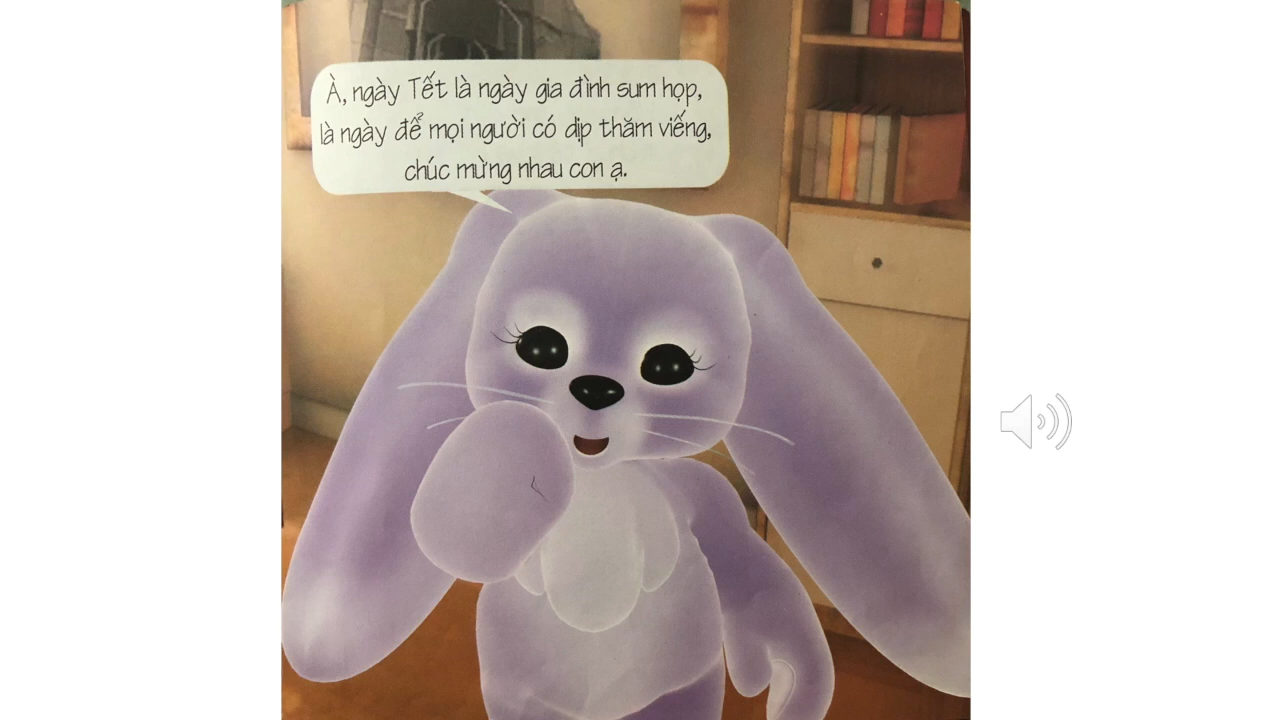 À, ngày Tết là ngày gia đình sum họp,
là ngày để mọi người có dịp thăm viếng,
chúc mừng nhau con ạ.